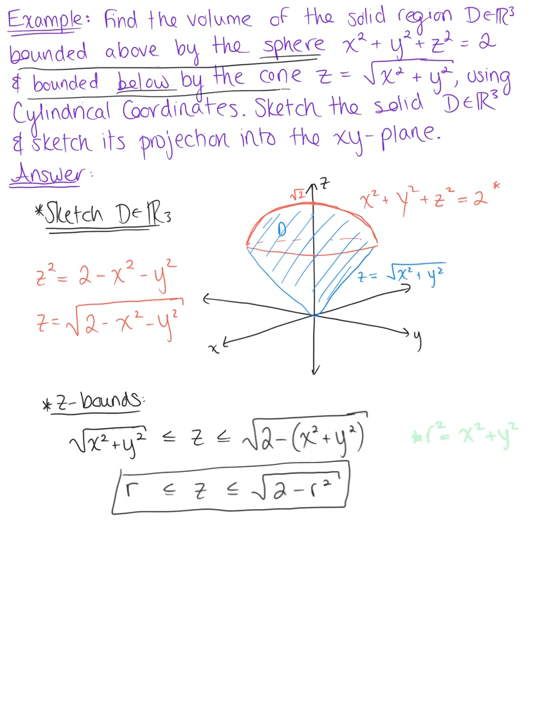 Example: Find the volume of the solid region D∈ℝ³
bounded above by the sphere x² + y² + z² = 2
& bounded below by the cone z = √(x² + y²), using
Cylindrical Coordinates. Sketch the solid D∈ℝ³
& sketch its projection into the xy-plane.
Answer:
*Sketch D∈ℝ₃
√2
z
x² + y² + z² = 2 *
D
z² = 2 - x² - y²
z = √(x² + y²)
z = √(2 - x² - y²)
x
y
*z-bounds:
√(x² + y²) ≤ z ≤ √(2 - (x² + y²))
*r² = x² + y²
r ≤ z ≤ √(2 - r²)